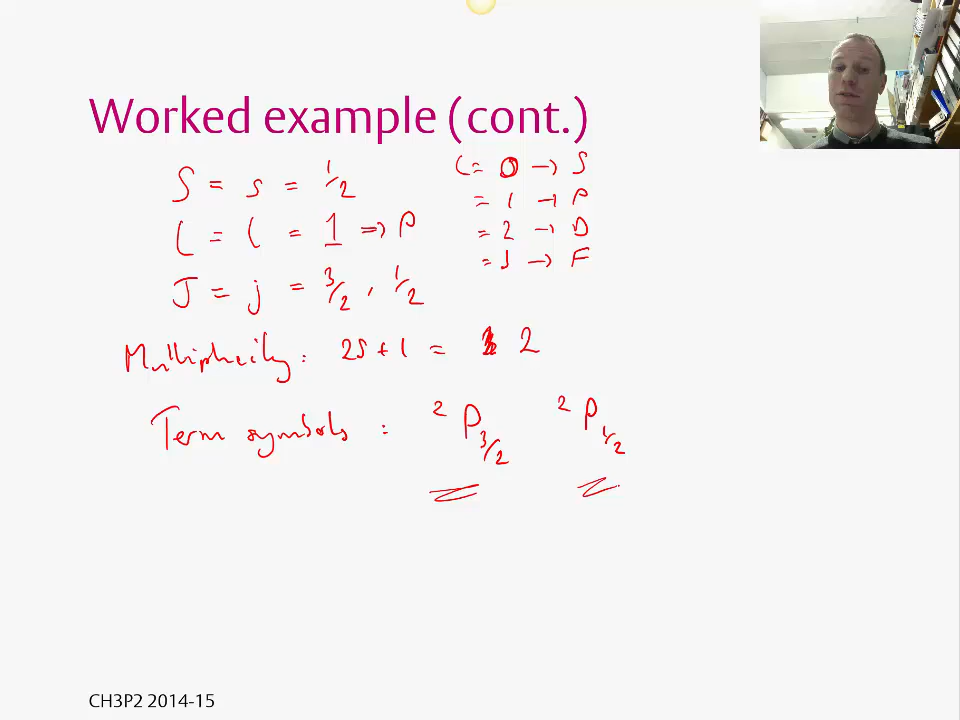 Worked example (cont.)
S = s = 1/2
L = l = 1 ⇒ P
J = j = 3/2 , 1/2
L = 0 → S
= 1 → P
= 2 → D
= 3 → F
Multiplicity: 2S + 1 = 2
Term symbols : ²P₃/₂ ²P₁/₂
CH3P2 2014-15